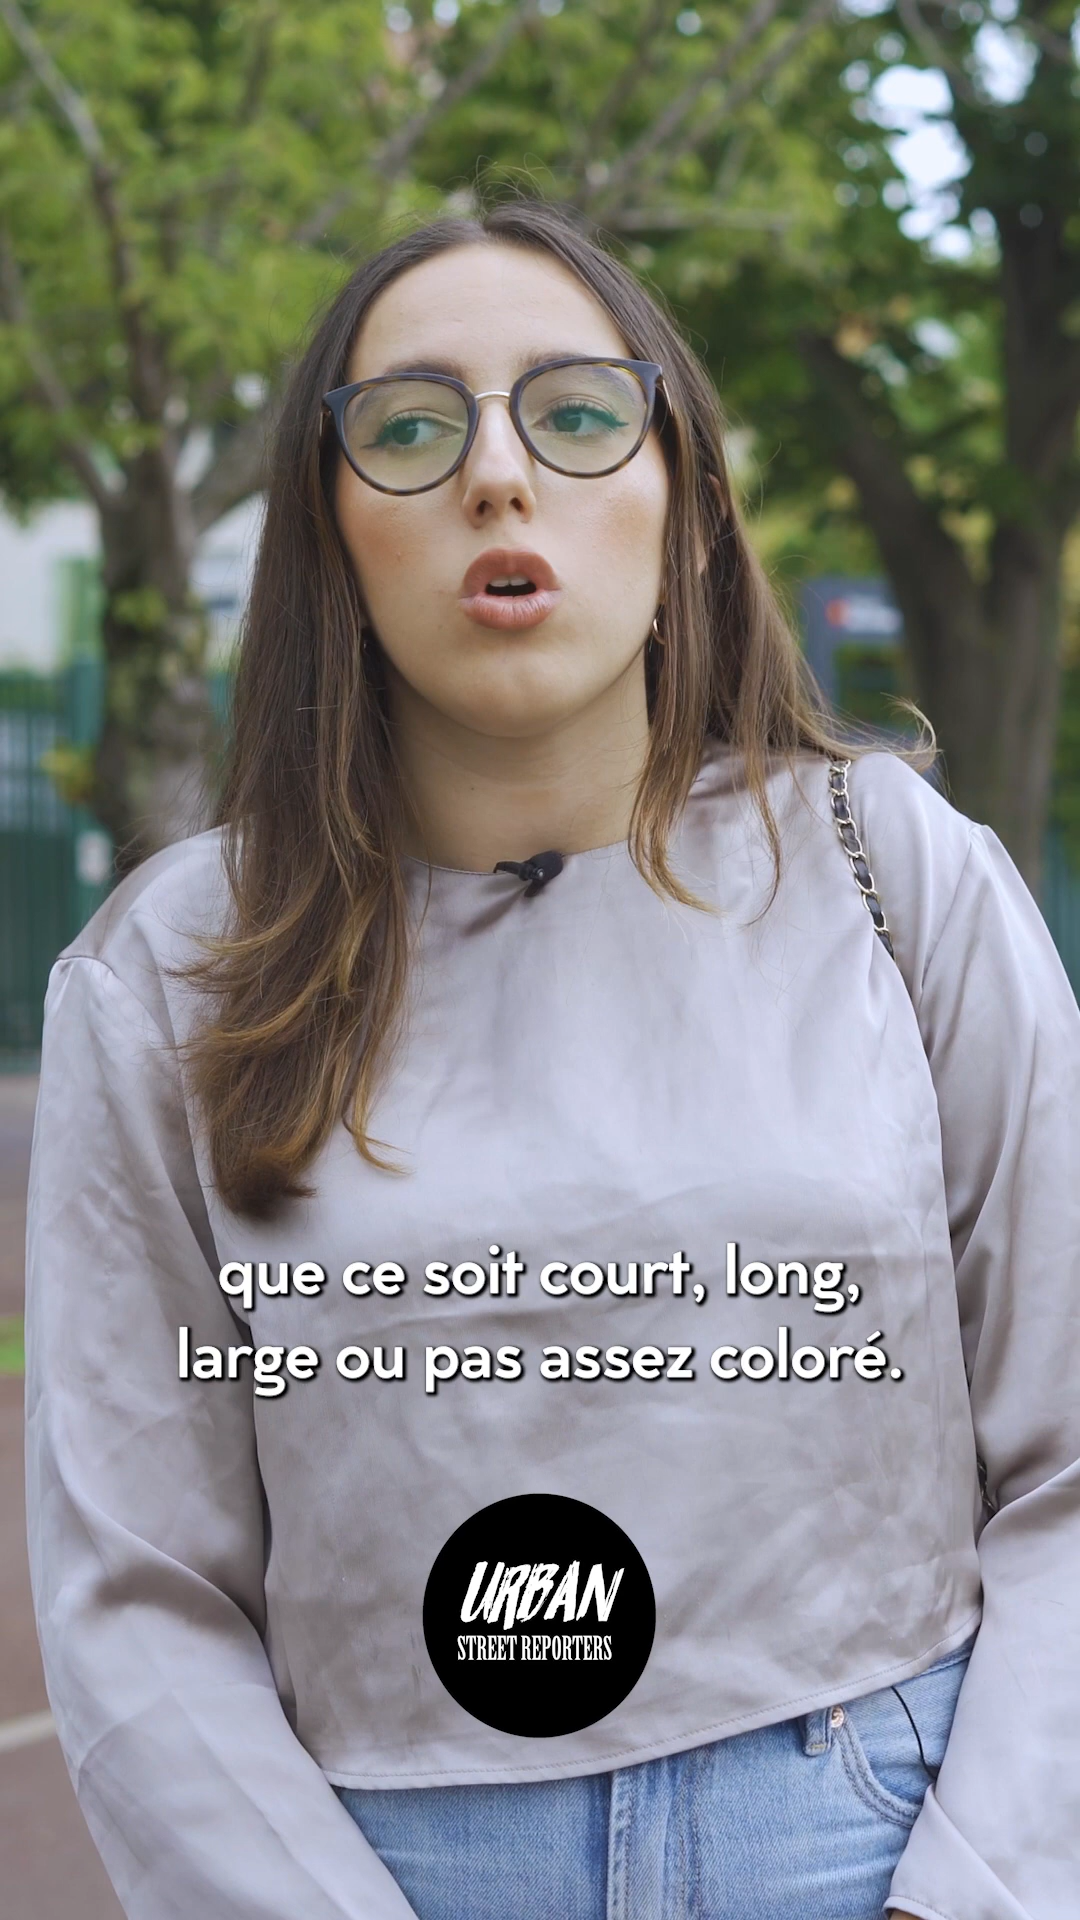 que ce soit court, long,
large ou pas assez coloré.
URBAN
STREET REPORTERS